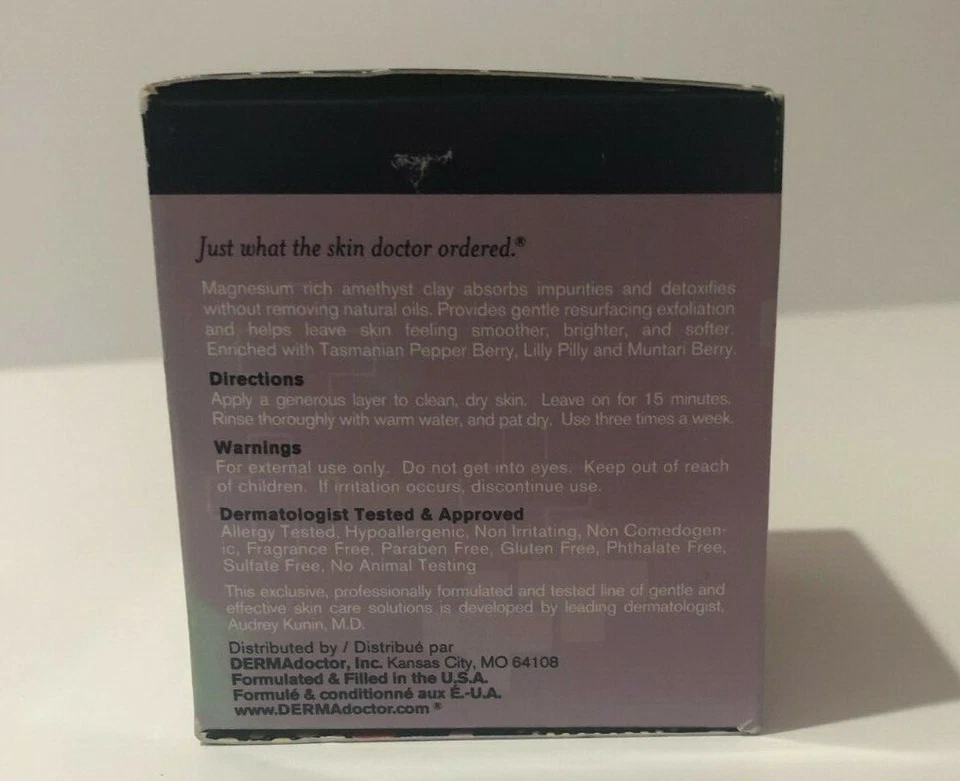 Just what the skin doctor ordered.®
Magnesium rich amethyst clay absorbs impurities and detoxifies
without removing natural oils. Provides gentle resurfacing exfoliation
and helps leave skin feeling smoother, brighter, and softer.
Enriched with Tasmanian Pepper Berry, Lilly Pilly and Muntari Berry.
Directions
Apply a generous layer to clean, dry skin. Leave on for 15 minutes.
Rinse thoroughly with warm water, and pat dry. Use three times a week.
Warnings
For external use only. Do not get into eyes. Keep out of reach
of children. If irritation occurs, discontinue use.
Dermatologist Tested & Approved
Allergy Tested, Hypoallergenic, Non Irritating, Non Comedogen-
ic, Fragrance Free, Paraben Free, Gluten Free, Phthalate Free,
Sulfate Free, No Animal Testing
This exclusive, professionally formulated and tested line of gentle and
effective skin care solutions is developed by leading dermatologist,
Audrey Kunin, M.D.
Distributed by / Distribué par
DERMAdoctor, Inc. Kansas City, MO 64108
Formulated & Filled in the U.S.A.
Formulé & conditionné aux É.-U.A.
www.DERMAdoctor.com ®